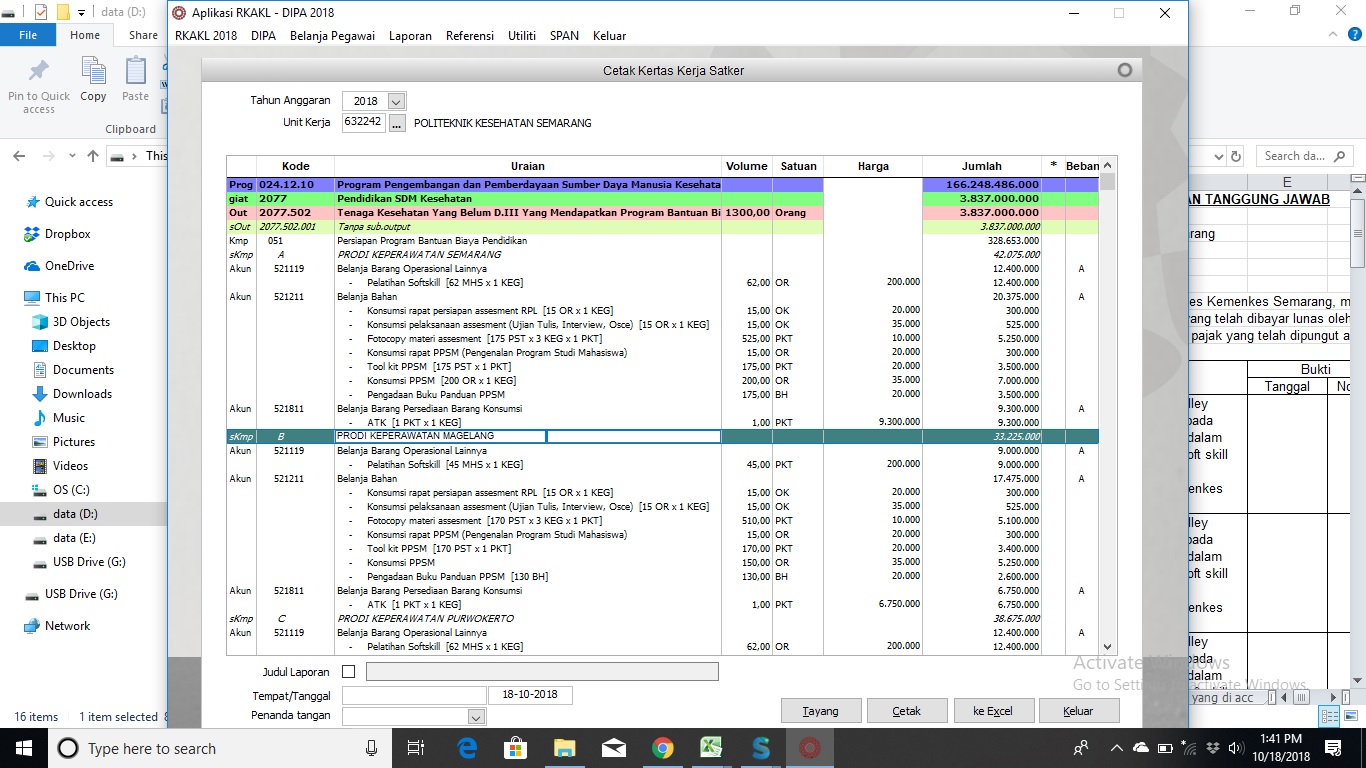 data (D:)
Aplikasi RKAKL - DIPA 2018
File Home Share
RKAKL 2018 DIPA Belanja Pegawai Laporan Referensi Utiliti SPAN Keluar
Cetak Kertas Kerja Satker
Pin to Quick access
Copy
Paste
Clipboard
This
Search da...
Tahun Anggaran 2018
Unit Kerja 632242 ... POLITEKNIK KESEHATAN SEMARANG
Kode Uraian Volume Satuan Harga Jumlah * Beban
Prog 024.12.10 Program Pengembangan dan Pemberdayaan Sumber Daya Manusia Kesehata 166.248.486.000
giat 2077 Pendidikan SDM Kesehatan 3.837.000.000
Out 2077.502 Tenaga Kesehatan Yang Belum D.III Yang Mendapatkan Program Bantuan Bi 1300,00 Orang 3.837.000.000
sOut 2077.502.001 Tanpa sub.output 3.837.000.000
Kmp 051 Persiapan Program Bantuan Biaya Pendidikan 328.653.000
sKmp A PRODI KEPERAWATAN SEMARANG 42.075.000
Akun 521119 Belanja Barang Operasional Lainnya 12.400.000 A
- Pelatihan Softskill [62 MHS x 1 KEG] 62,00 OR 200.000 12.400.000
Akun 521211 Belanja Bahan 20.375.000 A
- Konsumsi rapat persiapan assesment RPL [15 OR x 1 KEG] 15,00 OK 20.000 300.000
- Konsumsi pelaksanaan assesment (Ujian Tulis, Interview, Osce) [15 OR x 1 KEG] 15,00 OK 35.000 525.000
- Fotocopy materi assesment [175 PST x 3 KEG x 1 PKT] 525,00 PKT 10.000 5.250.000
- Konsumsi rapat PPSM (Pengenalan Program Studi Mahasiswa) 15,00 OR 20.000 300.000
- Tool kit PPSM [175 PST x 1 PKT] 175,00 PKT 20.000 3.500.000
- Konsumsi PPSM [200 OR x 1 KEG] 200,00 OR 35.000 7.000.000
- Pengadaan Buku Panduan PPSM 175,00 BH 20.000 3.500.000
Akun 521811 Belanja Barang Persediaan Barang Konsumsi 9.300.000 A
- ATK [1 PKT x 1 KEG] 1,00 PKT 9.300.000 9.300.000
sKmp B PRODI KEPERAWATAN MAGELANG 33.225.000
Akun 521119 Belanja Barang Operasional Lainnya 9.000.000 A
- Pelatihan Softskill [45 MHS x 1 KEG] 45,00 PKT 200.000 9.000.000
Akun 521211 Belanja Bahan 17.475.000 A
- Konsumsi rapat persiapan assesment RPL [15 OR x 1 KEG] 15,00 OK 20.000 300.000
- Konsumsi pelaksanaan assesment (Ujian Tulis, Interview, Osce) [15 OR x 1 KEG] 15,00 OK 35.000 525.000
- Fotocopy materi assesment [170 PST x 3 KEG x 1 PKT] 510,00 PKT 10.000 5.100.000
- Konsumsi rapat PPSM (Pengenalan Program Studi Mahasiswa) 15,00 OR 20.000 300.000
- Tool kit PPSM [170 PST x 1 PKT] 170,00 PKT 20.000 3.400.000
- Konsumsi PPSM 150,00 OR 35.000 5.250.000
- Pengadaan Buku Panduan PPSM [130 BH] 130,00 BH 20.000 2.600.000
Akun 521811 Belanja Barang Persediaan Barang Konsumsi 6.750.000 A
- ATK [1 PKT x 1 KEG] 1,00 PKT 6.750.000 6.750.000
sKmp C PRODI KEPERAWATAN PURWOKERTO 38.675.000
Akun 521119 Belanja Barang Operasional Lainnya 12.400.000 A
- Pelatihan Softskill [62 MHS x 1 KEG] 62,00 OR 200.000 12.400.000
Judul Laporan
Tempat/Tanggal 18-10-2018
Penanda tangan
Tayang Cetak ke Excel Keluar
Quick access
Dropbox
OneDrive
This PC
3D Objects
Desktop
Documents
Downloads
Music
Pictures
Videos
OS (C:)
data (D:)
data (E:)
USB Drive (G:)
USB Drive (G:)
Network
16 items 1 item selected
E
AN TANGGUNG JAWAB
rang
es Kemenkes Semarang, m
yang telah dibayar lunas oleh
pajak yang telah dipungut a
Bukti
Tanggal No
lley
pada
dalam
oft skill
enkes
lley
pada
dalam
oft skill
enkes
lley
pada
dalam
oft skill
yang di acc
Activate Windows
Go to Settings to activate Windows.
Type here to search
1:41 PM
10/18/2018